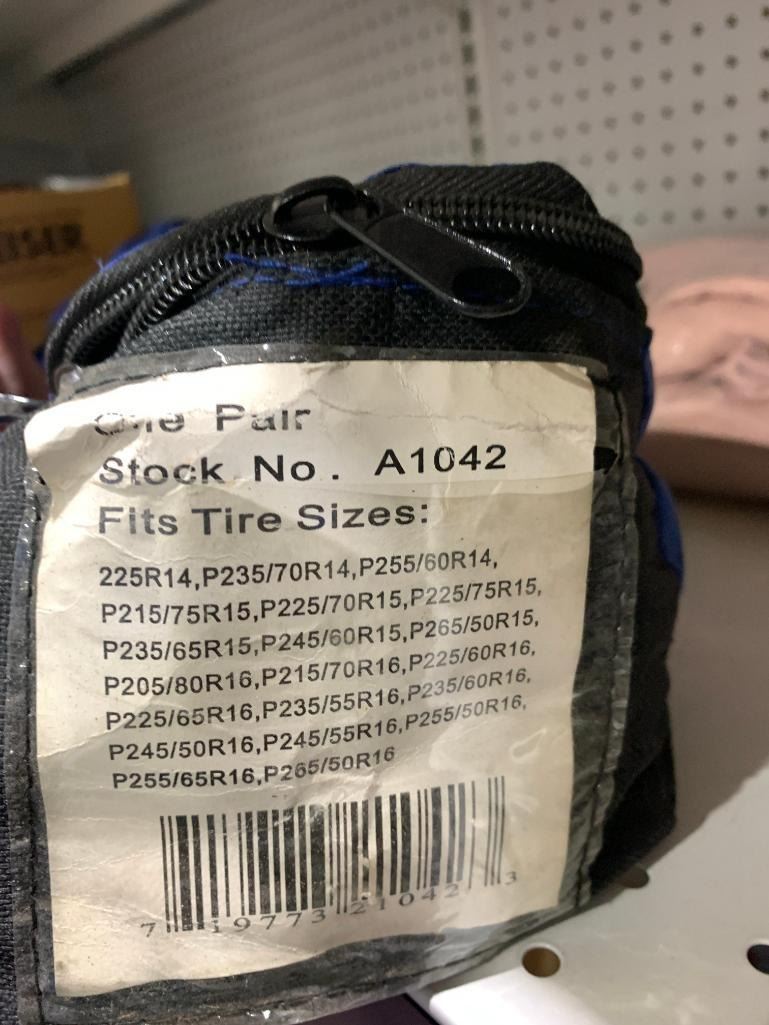 One Pair
Stock No. A1042
Fits Tire Sizes:
225R14,P235/70R14,P255/60R14,
P215/75R15,P225/70R15,P225/75R15,
P235/65R15,P245/60R15,P265/50R15,
P205/80R16,P215/70R16,P225/60R16,
P225/65R16,P235/55R16,P235/60R16,
P245/50R16,P245/55R16,P255/50R16,
P255/65R16,P265/50R16
7 19773 21042 3